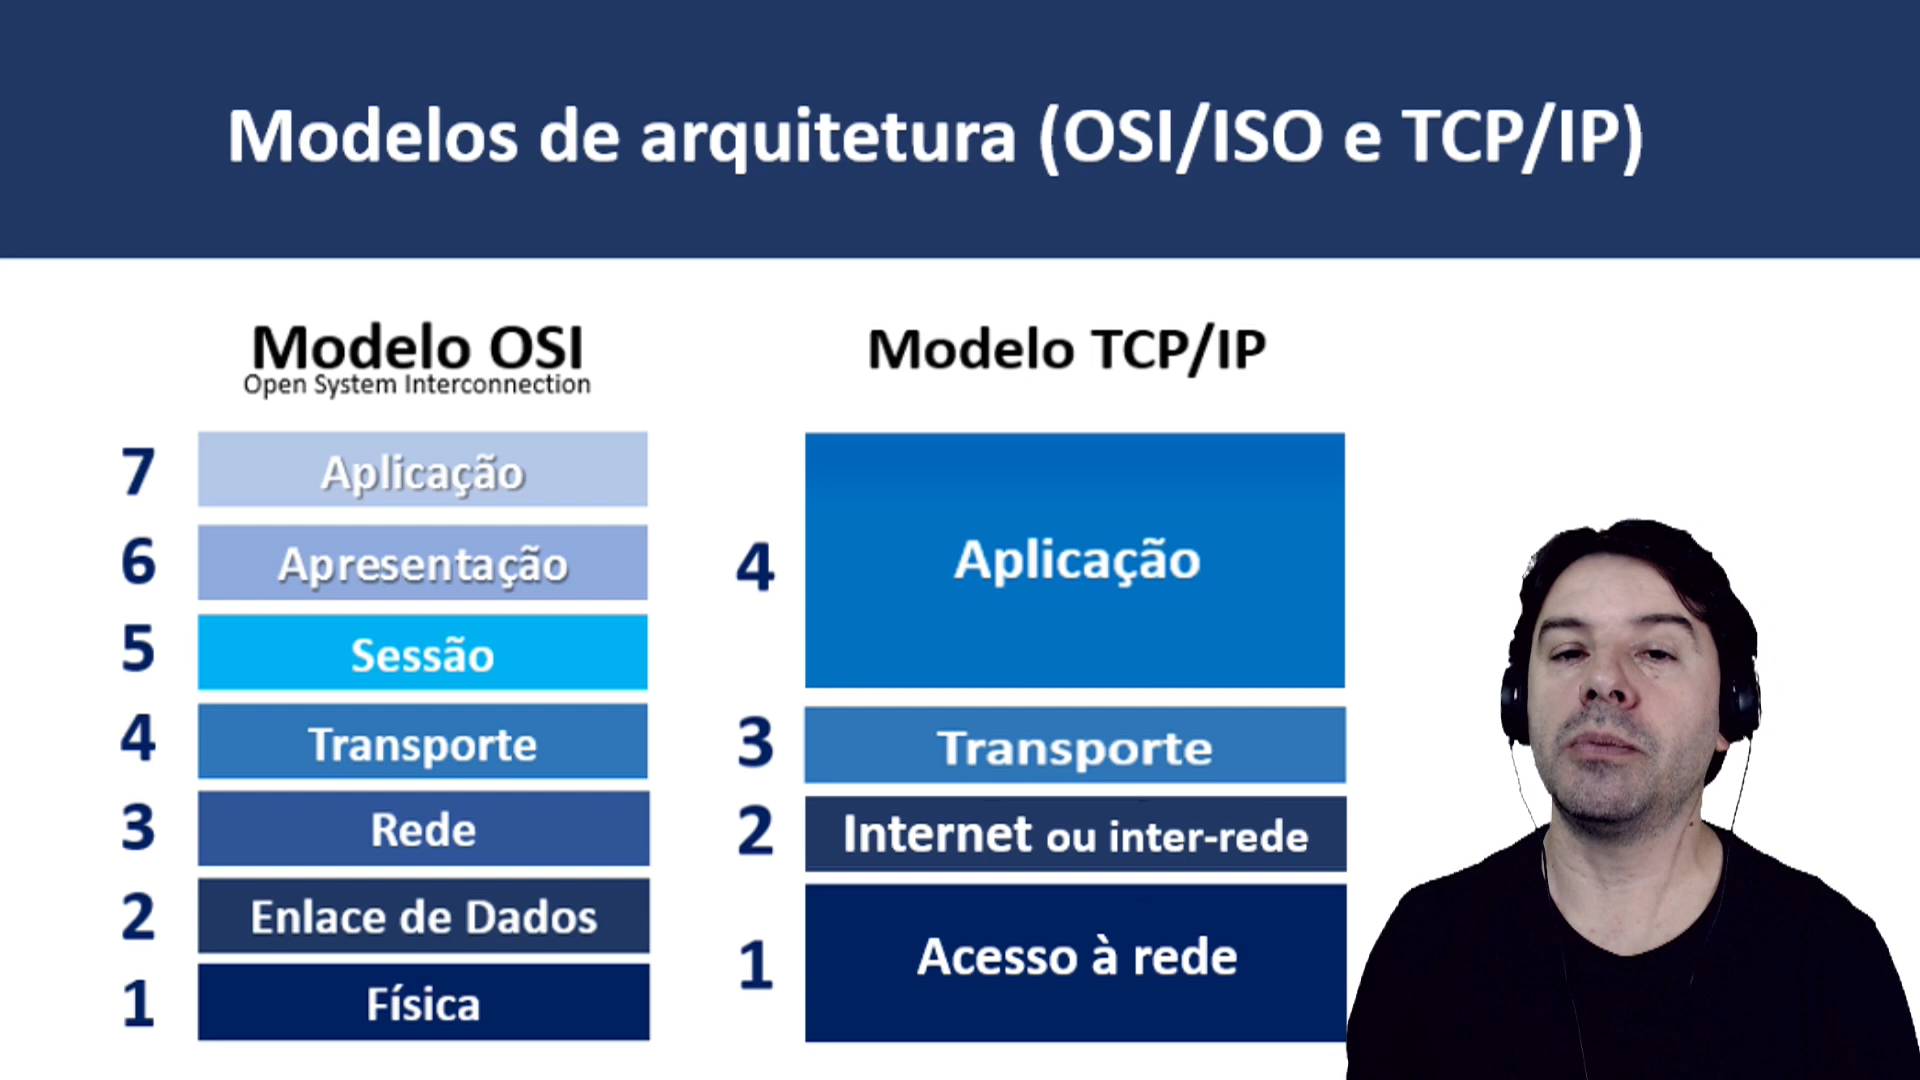 Modelos de arquitetura (OSI/ISO e TCP/IP)
Modelo OSI
Open System Interconnection
7 Aplicação
6 Apresentação
5 Sessão
4 Transporte
3 Rede
2 Enlace de Dados
1 Física
Modelo TCP/IP
4 Aplicação
3 Transporte
2 Internet ou inter-rede
1 Acesso à rede